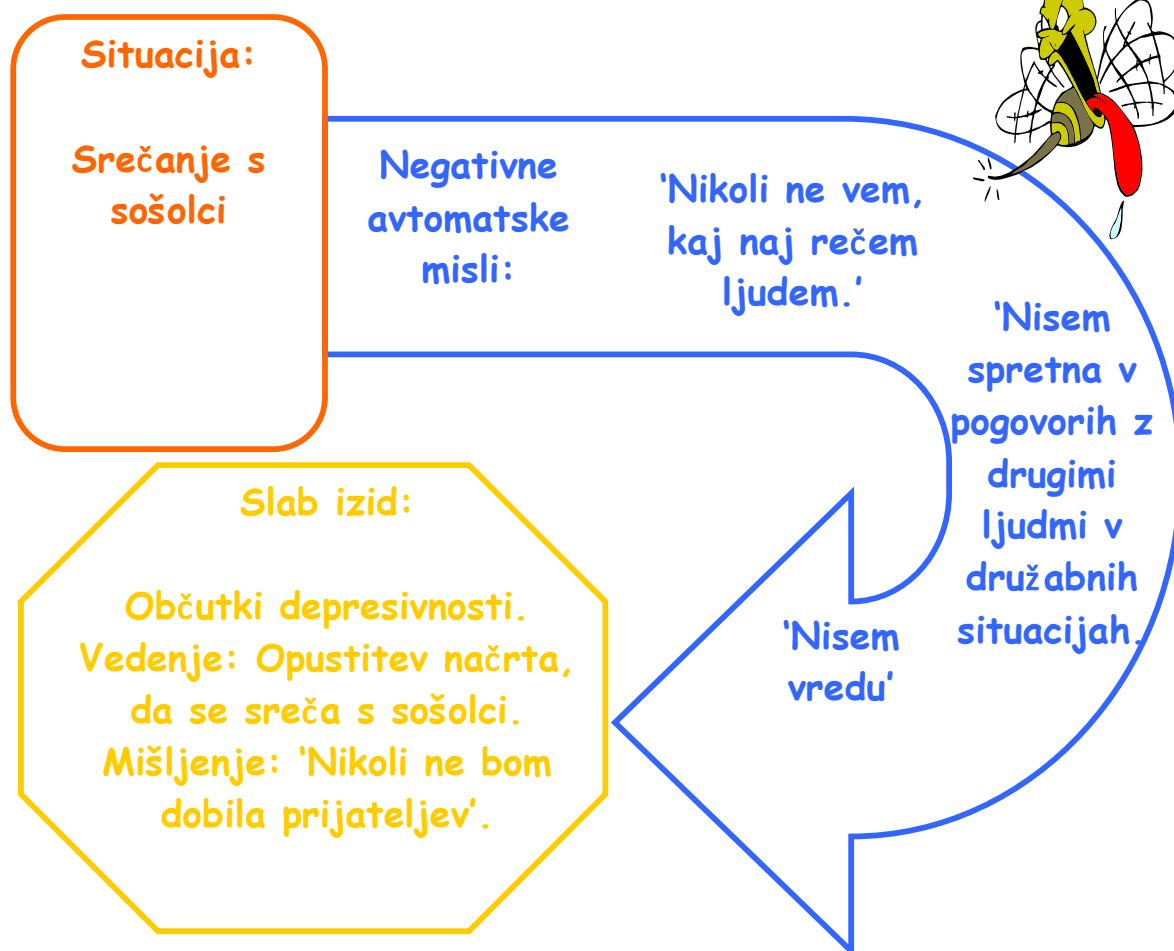 Situacija:
Srečanje s
sošolci
Negativne
avtomatske
misli:
‘Nikoli ne vem,
kaj naj rečem
ljudem.’
‘Nisem
spretna v
pogovorih z
drugimi
ljudmi v
družabnih
situacijah.
‘Nisem
vredu’
Slab izid:
Občutki depresivnosti.
Vedenje: Opustitev načrta,
da se sreča s sošolci.
Mišljenje: ‘Nikoli ne bom
dobila prijateljev’.